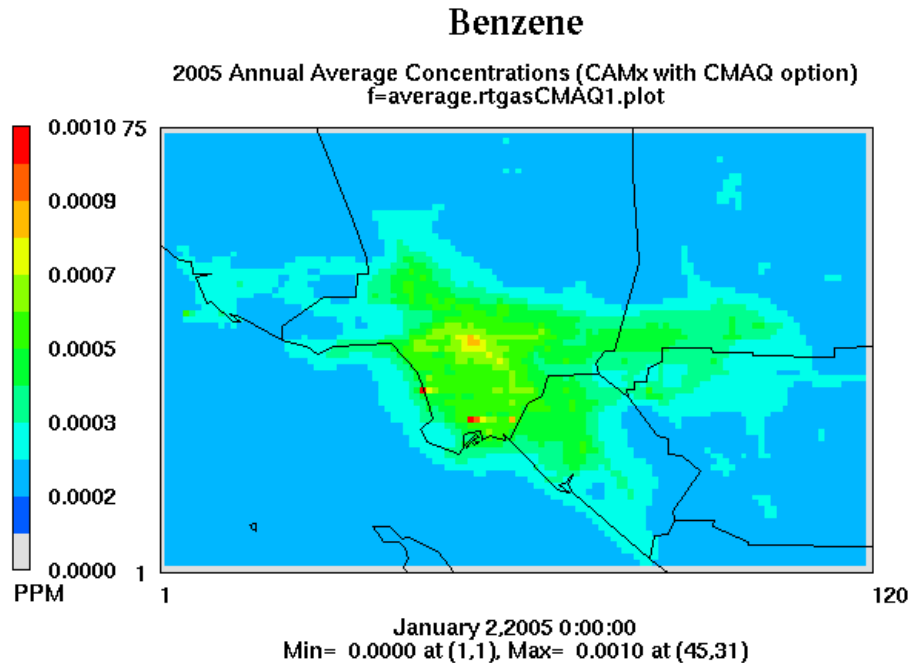 Benzene
2005 Annual Average Concentrations (CAMx with CMAQ option)
f=average.rtgasCMAQ1.plot
0.0010
0.0009
0.0007
0.0005
0.0003
0.0002
0.0000
PPM
75
1
1
120
January 2,2005 0:00:00
Min= 0.0000 at (1,1), Max= 0.0010 at (45,31)